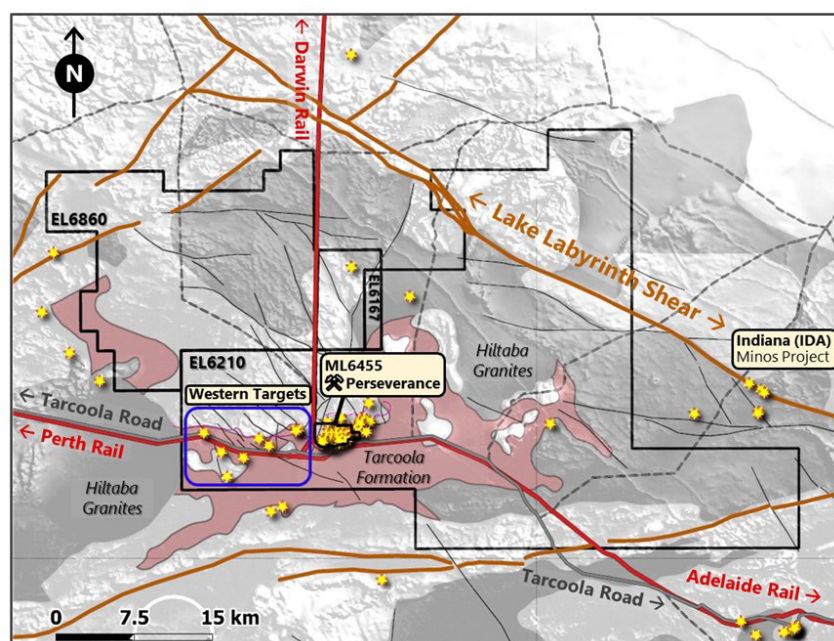 ← Darwin Rail
N
EL6860
← Lake Labyrinth Shear →
EL6167
Indiana (IDA)
Minos Project
Hiltaba
Granites
EL6210
ML6455
Perseverance
Western Targets
← Tarcoola Road
← Perth Rail
Tarcoola
Formation
Hiltaba
Granites
Adelaide Rail →
Tarcoola Road →
0 7.5 15 km